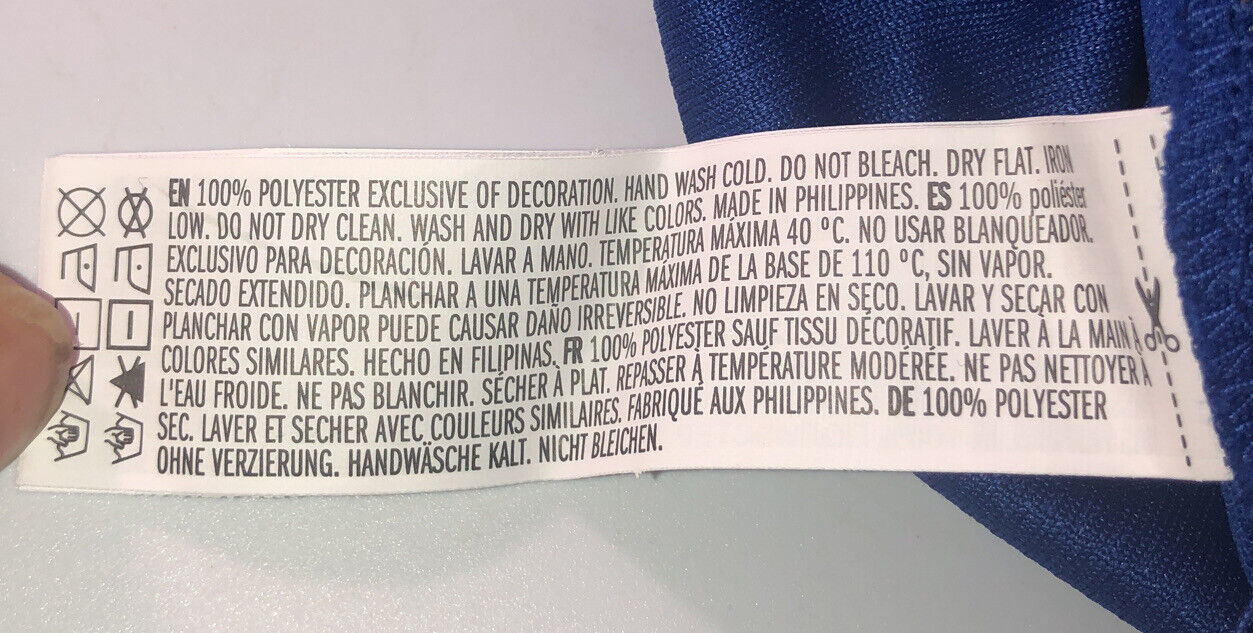 EN 100% POLYESTER EXCLUSIVE OF DECORATION. HAND WASH COLD. DO NOT BLEACH. DRY FLAT. IRON
LOW. DO NOT DRY CLEAN. WASH AND DRY WITH LIKE COLORS. MADE IN PHILIPPINES. ES 100% poliéster
EXCLUSIVO PARA DECORACIÓN. LAVAR A MANO. TEMPERATURA MÁXIMA 40 ºC. NO USAR BLANQUEADOR.
SECADO EXTENDIDO. PLANCHAR A UNA TEMPERATURA MÁXIMA DE LA BASE DE 110 ºC, SIN VAPOR.
PLANCHAR CON VAPOR PUEDE CAUSAR DAÑO IRREVERSIBLE. NO LIMPIEZA EN SECO. LAVAR Y SECAR CON
COLORES SIMILARES. HECHO EN FILIPINAS. FR 100% POLYESTER SAUF TISSU DÉCORATIF. LAVER À LA MAIN À
L'EAU FROIDE. NE PAS BLANCHIR. SÉCHER À PLAT. REPASSER À TEMPÉRATURE MODÉRÉE. NE PAS NETTOYER À
SEC. LAVER ET SECHER AVEC COULEURS SIMILAIRES. FABRIQUÉ AUX PHILIPPINES. DE 100% POLYESTER
OHNE VERZIERUNG. HANDWÄSCHE KALT. NICHT BLEICHEN.